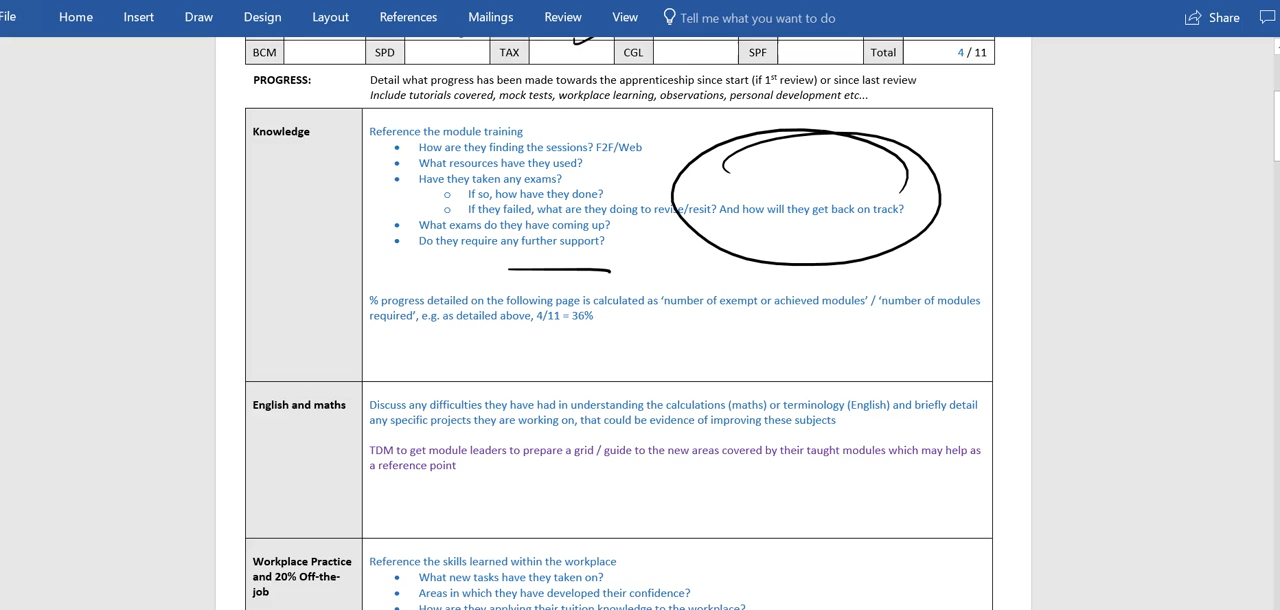 File Home Insert Draw Design Layout References Mailings Review View Tell me what you want to do Share
BCM SPD TAX CGL SPF Total 4 / 11
PROGRESS: Detail what progress has been made towards the apprenticeship since start (if 1st review) or since last review
Include tutorials covered, mock tests, workplace learning, observations, personal development etc...
Knowledge Reference the module training
• How are they finding the sessions? F2F/Web
• What resources have they used?
• Have they taken any exams?
o If so, how have they done?
o If they failed, what are they doing to revise/resit? And how will they get back on track?
• What exams do they have coming up?
• Do they require any further support?
% progress detailed on the following page is calculated as ‘number of exempt or achieved modules’ / ‘number of modules
required’, e.g. as detailed above, 4/11 = 36%
English and maths Discuss any difficulties they have had in understanding the calculations (maths) or terminology (English) and briefly detail
any specific projects they are working on, that could be evidence of improving these subjects
TDM to get module leaders to prepare a grid / guide to the new areas covered by their taught modules which may help as
a reference point
Workplace Practice Reference the skills learned within the workplace
and 20% Off-the- • What new tasks have they taken on?
job • Areas in which they have developed their confidence?
• How are they applying their tuition knowledge to the workplace?